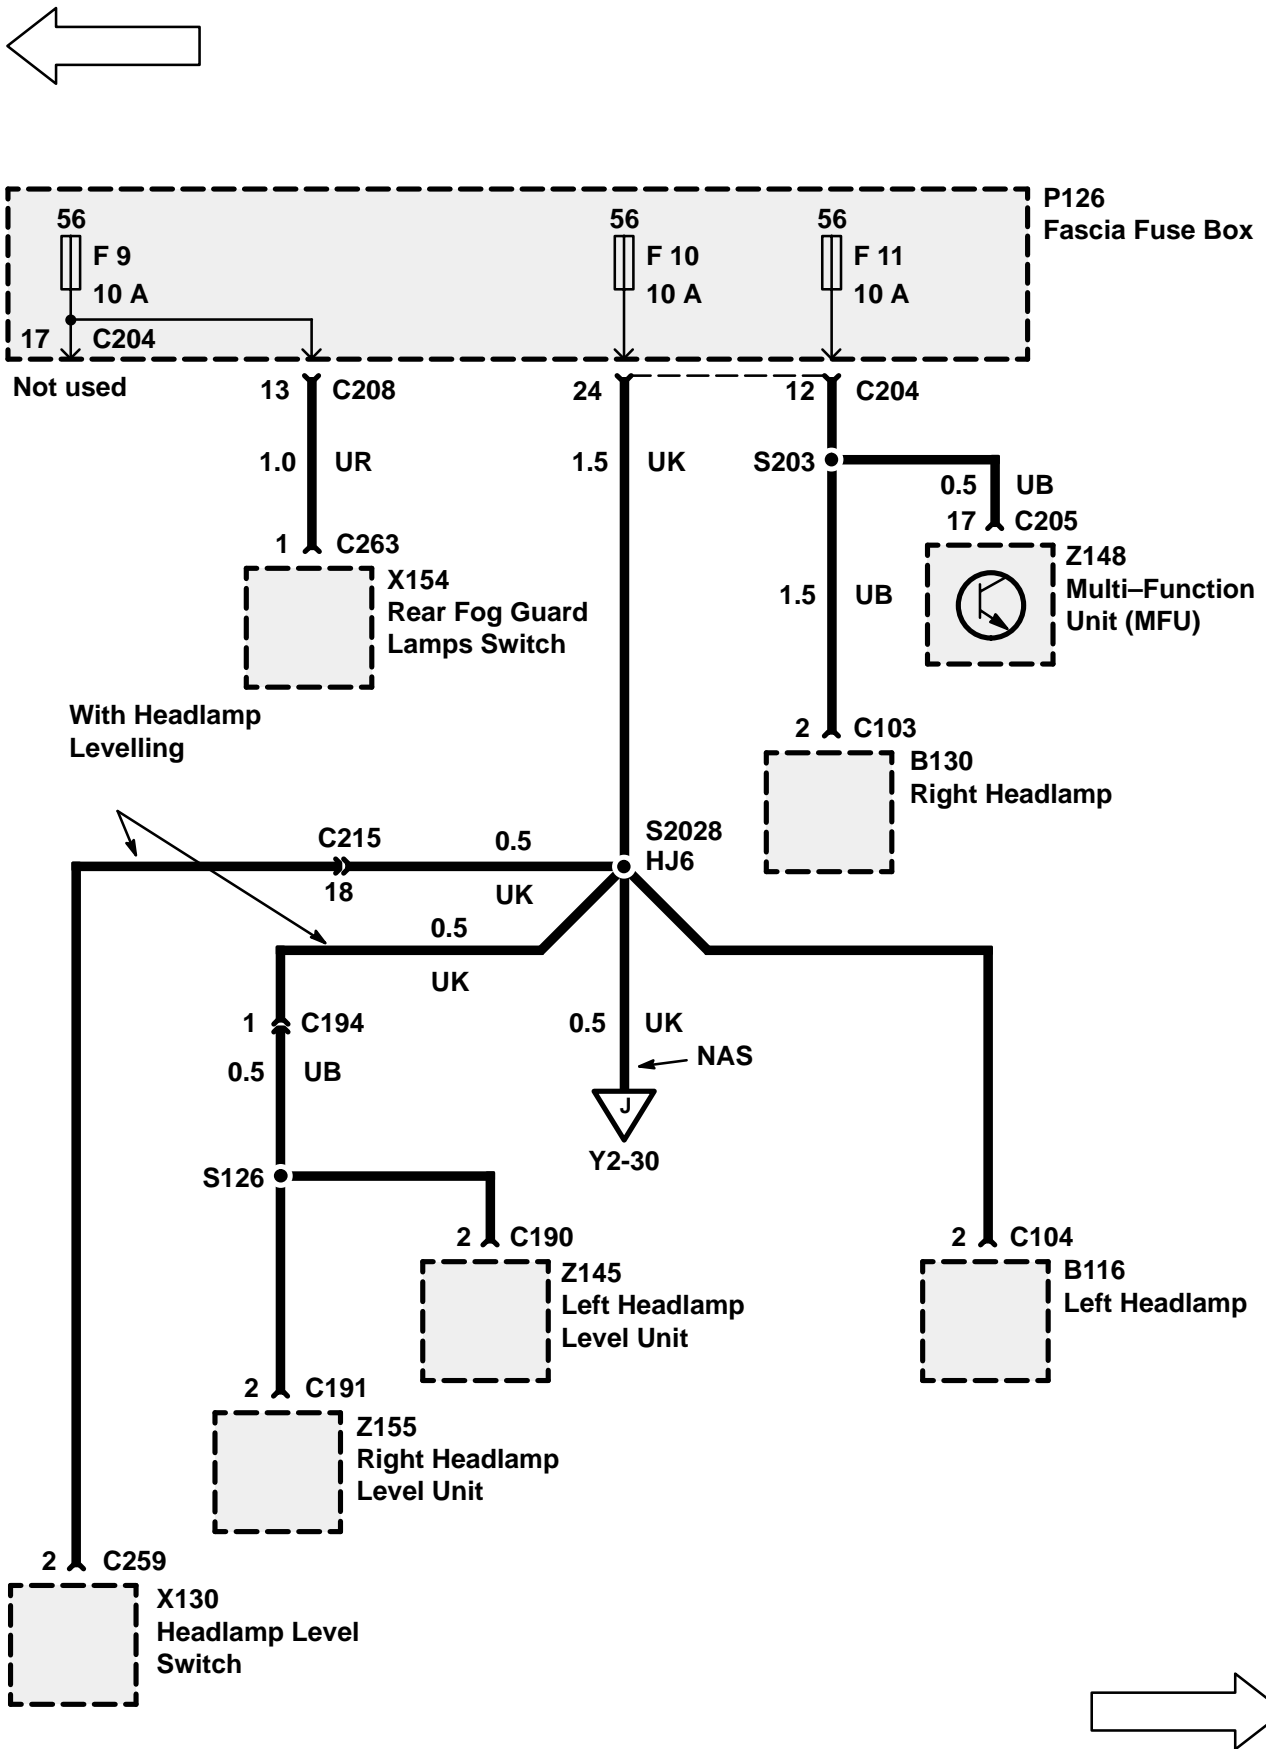 P126
Fascia Fuse Box
56
F 9
10 A
56
F 10
10 A
56
F 11
10 A
17
C204
Not used
13
C208
24
12
C204
1.0
UR
1.5
UK
S203
0.5
UB
17
C205
1
C263
X154
Rear Fog Guard
Lamps Switch
Z148
Multi–Function
Unit (MFU)
1.5
UB
With Headlamp
Levelling
2
C103
B130
Right Headlamp
C215
18
0.5
UK
S2028
HJ6
0.5
UK
1
C194
0.5
UK
NAS
0.5
UB
J
Y2-30
S126
2
C190
Z145
Left Headlamp
Level Unit
2
C104
B116
Left Headlamp
2
C191
Z155
Right Headlamp
Level Unit
2
C259
X130
Headlamp Level
Switch